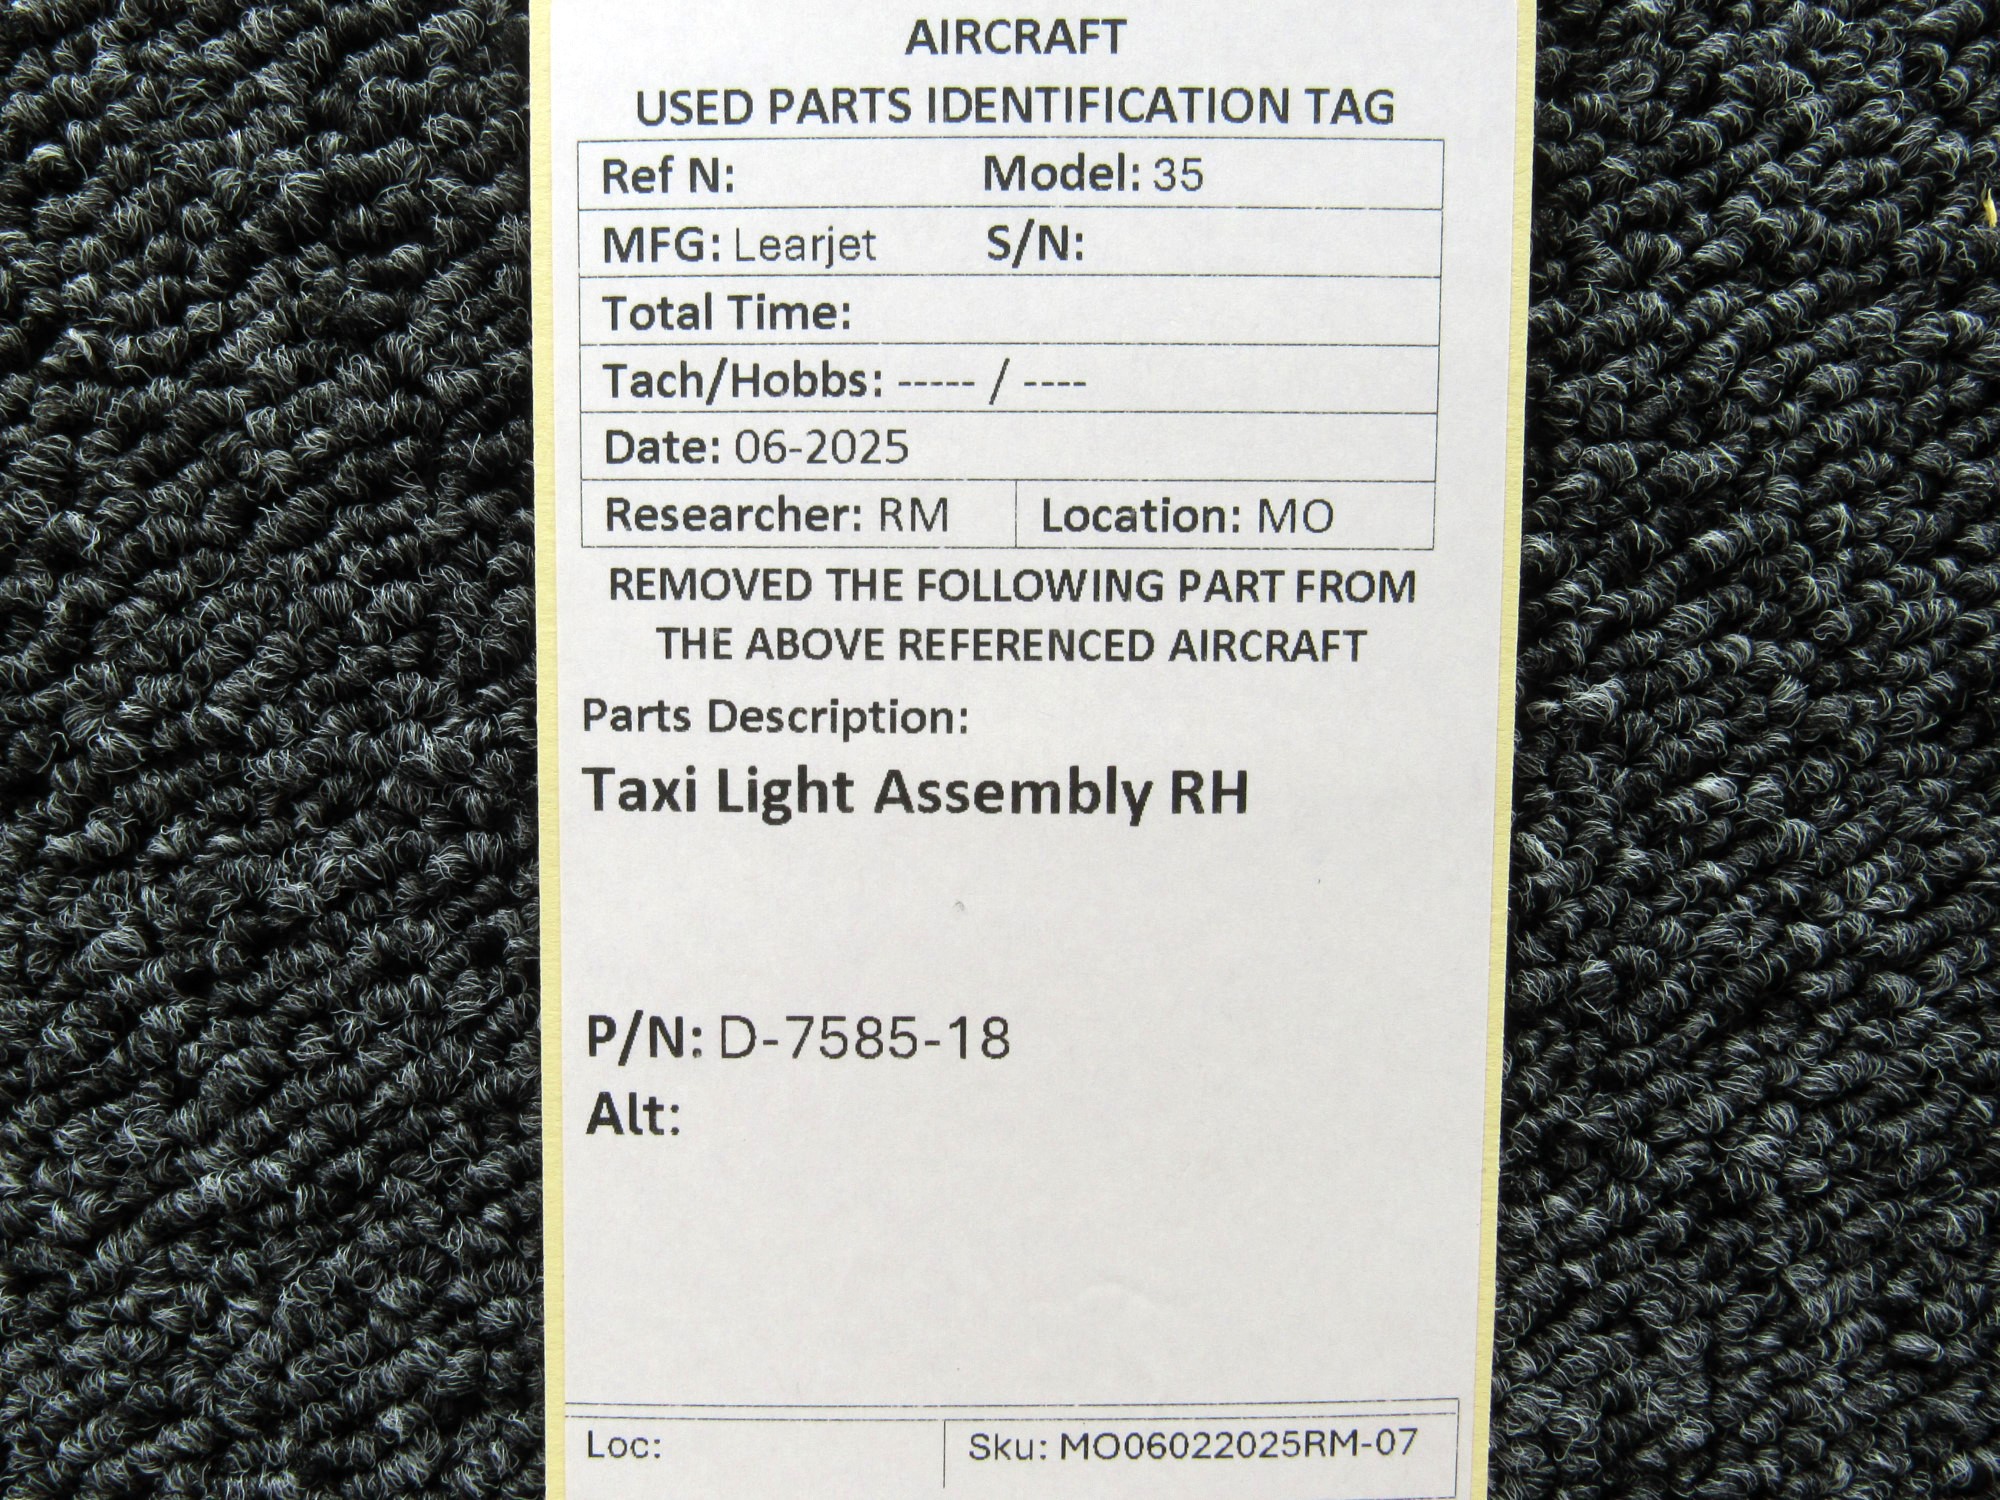 AIRCRAFT
USED PARTS IDENTIFICATION TAG
Ref N: Model: 35
MFG: Learjet S/N:
Total Time:
Tach/Hobbs: ----- / ----
Date: 06-2025
Researcher: RM Location: MO
REMOVED THE FOLLOWING PART FROM
THE ABOVE REFERENCED AIRCRAFT
Parts Description:
Taxi Light Assembly RH
P/N: D-7585-18
Alt:
Loc: Sku: MO06022025RM-07